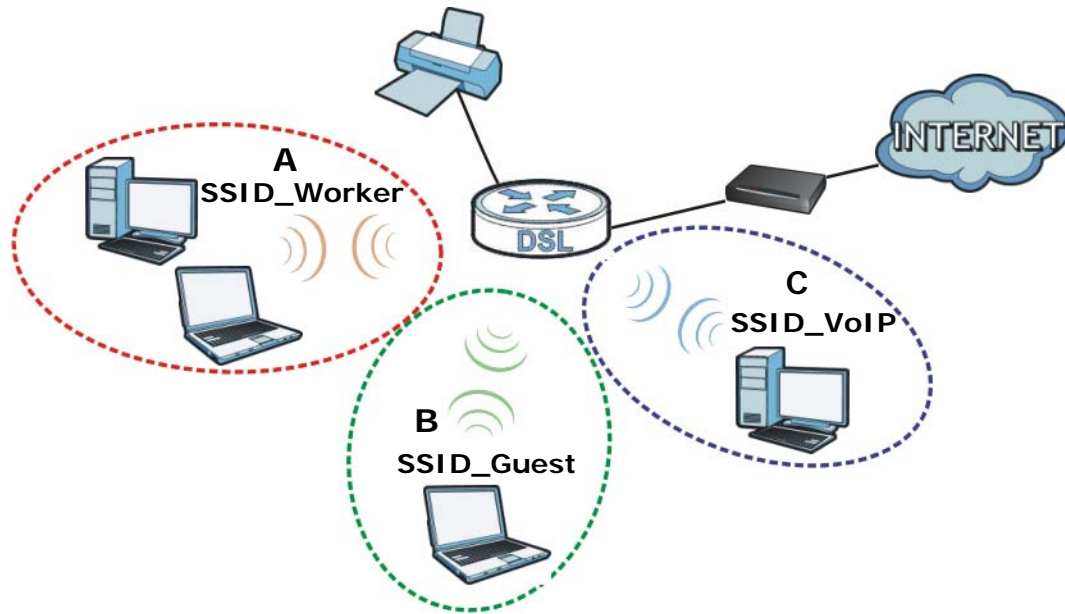 INTERNET
A
SSID_Worker
DSL
C
SSID_VoIP
B
SSID_Guest